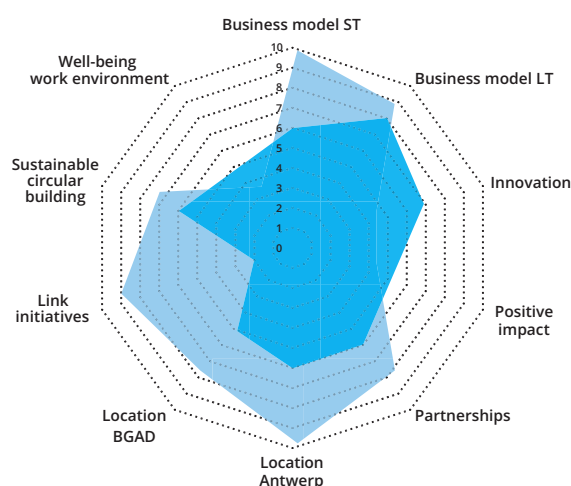 Business model ST
10
9
8
7
6
5
4
3
2
1
0
Business model LT
Innovation
Positive
impact
Partnerships
Location
Antwerp
Location
BGAD
Link
initiatives
Sustainable
circular
building
Well-being
work environment